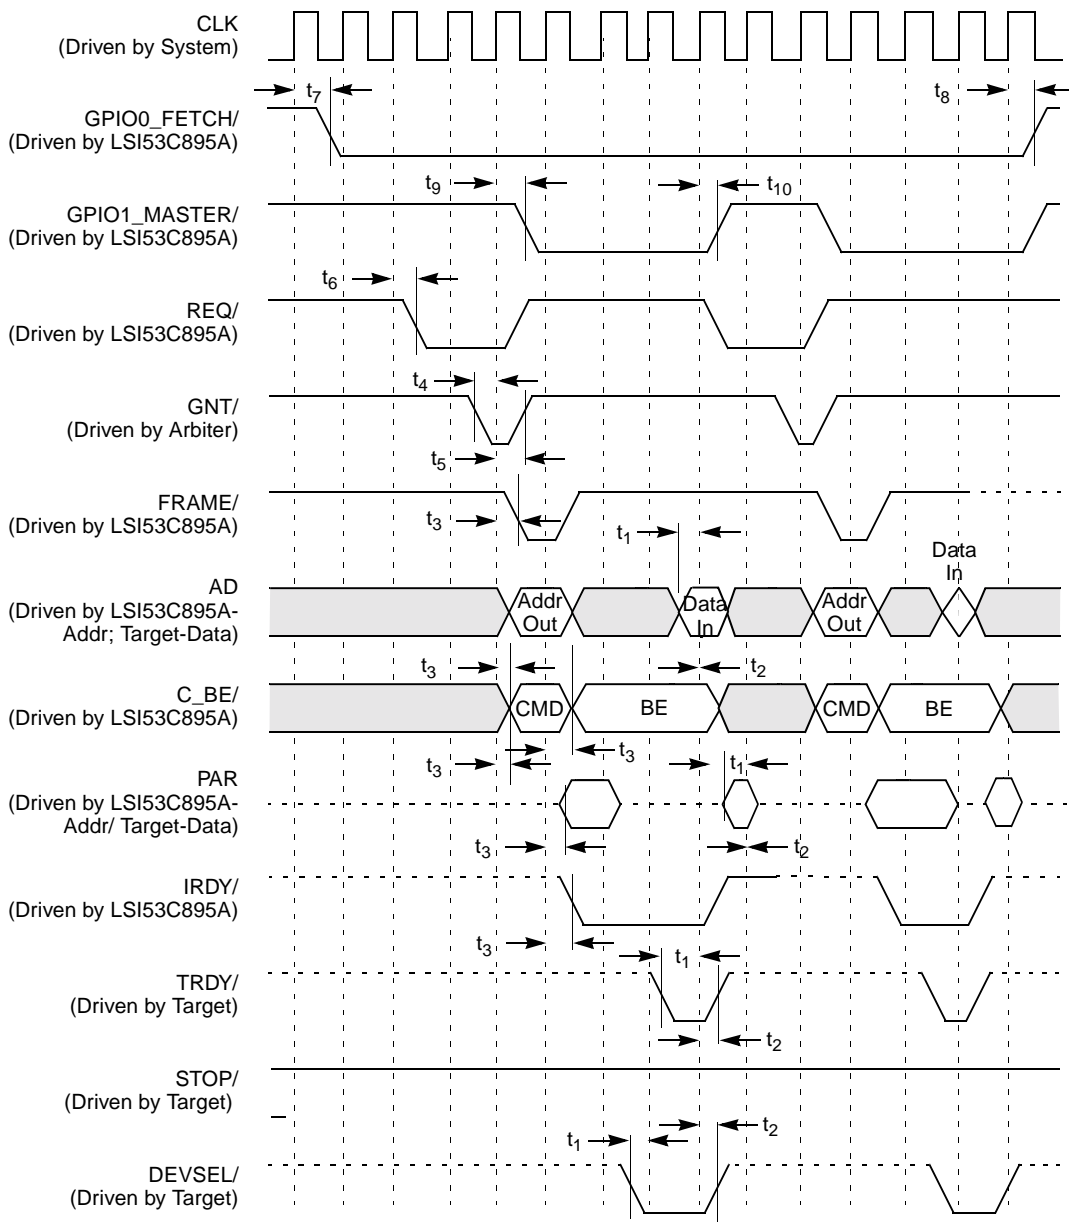 CLK
(Driven by System)
t7
t8
GPIO0_FETCH/
(Driven by LSI53C895A)
t9
t10
GPIO1_MASTER/
(Driven by LSI53C895A)
t6
REQ/
(Driven by LSI53C895A)
t4
GNT/
(Driven by Arbiter)
t5
FRAME/
(Driven by LSI53C895A)
t3
t1
Data
In
AD
(Driven by LSI53C895A-
Addr; Target-Data)
Addr
Out
Data
In
Addr
Out
t3
t2
C_BE/
(Driven by LSI53C895A)
CMD
BE
CMD
BE
t3
t3
t1
PAR
(Driven by LSI53C895A-
Addr/ Target-Data)
t3
t2
IRDY/
(Driven by LSI53C895A)
t3
t1
TRDY/
(Driven by Target)
t2
STOP/
(Driven by Target)
t1
t2
DEVSEL/
(Driven by Target)